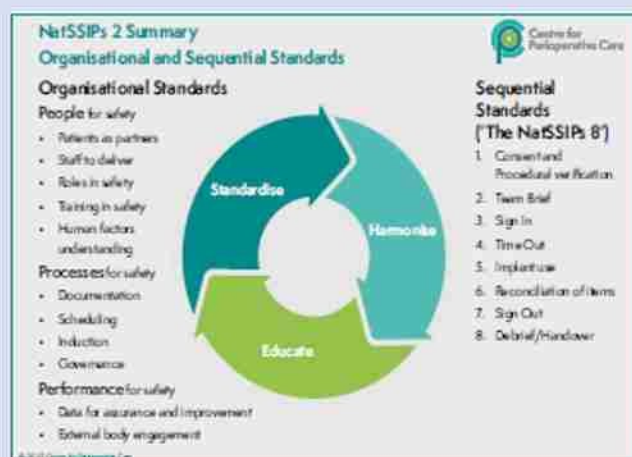 NatSSIPs 2 Summary
Organisational and Sequential Standards
Centre for
Perioperative Care
Organisational Standards
People for safety
• Patients as partners
• Staff to deliver
• Roles in safety
• Training in safety
• Human factors
understanding
Processes for safety
• Documentation
• Scheduling
• Induction
• Governance
Performance for safety
• Data for assurance and improvement
• External body engagement
Standardise
Harmonise
Educate
Sequential
Standards
('The NatSSIPs 8')
1. Consent and
Procedural verification
2. Team Brief
3. Sign In
4. Time Out
5. Implant use
6. Reconciliation of items
7. Sign Out
8. Debrief/Handover